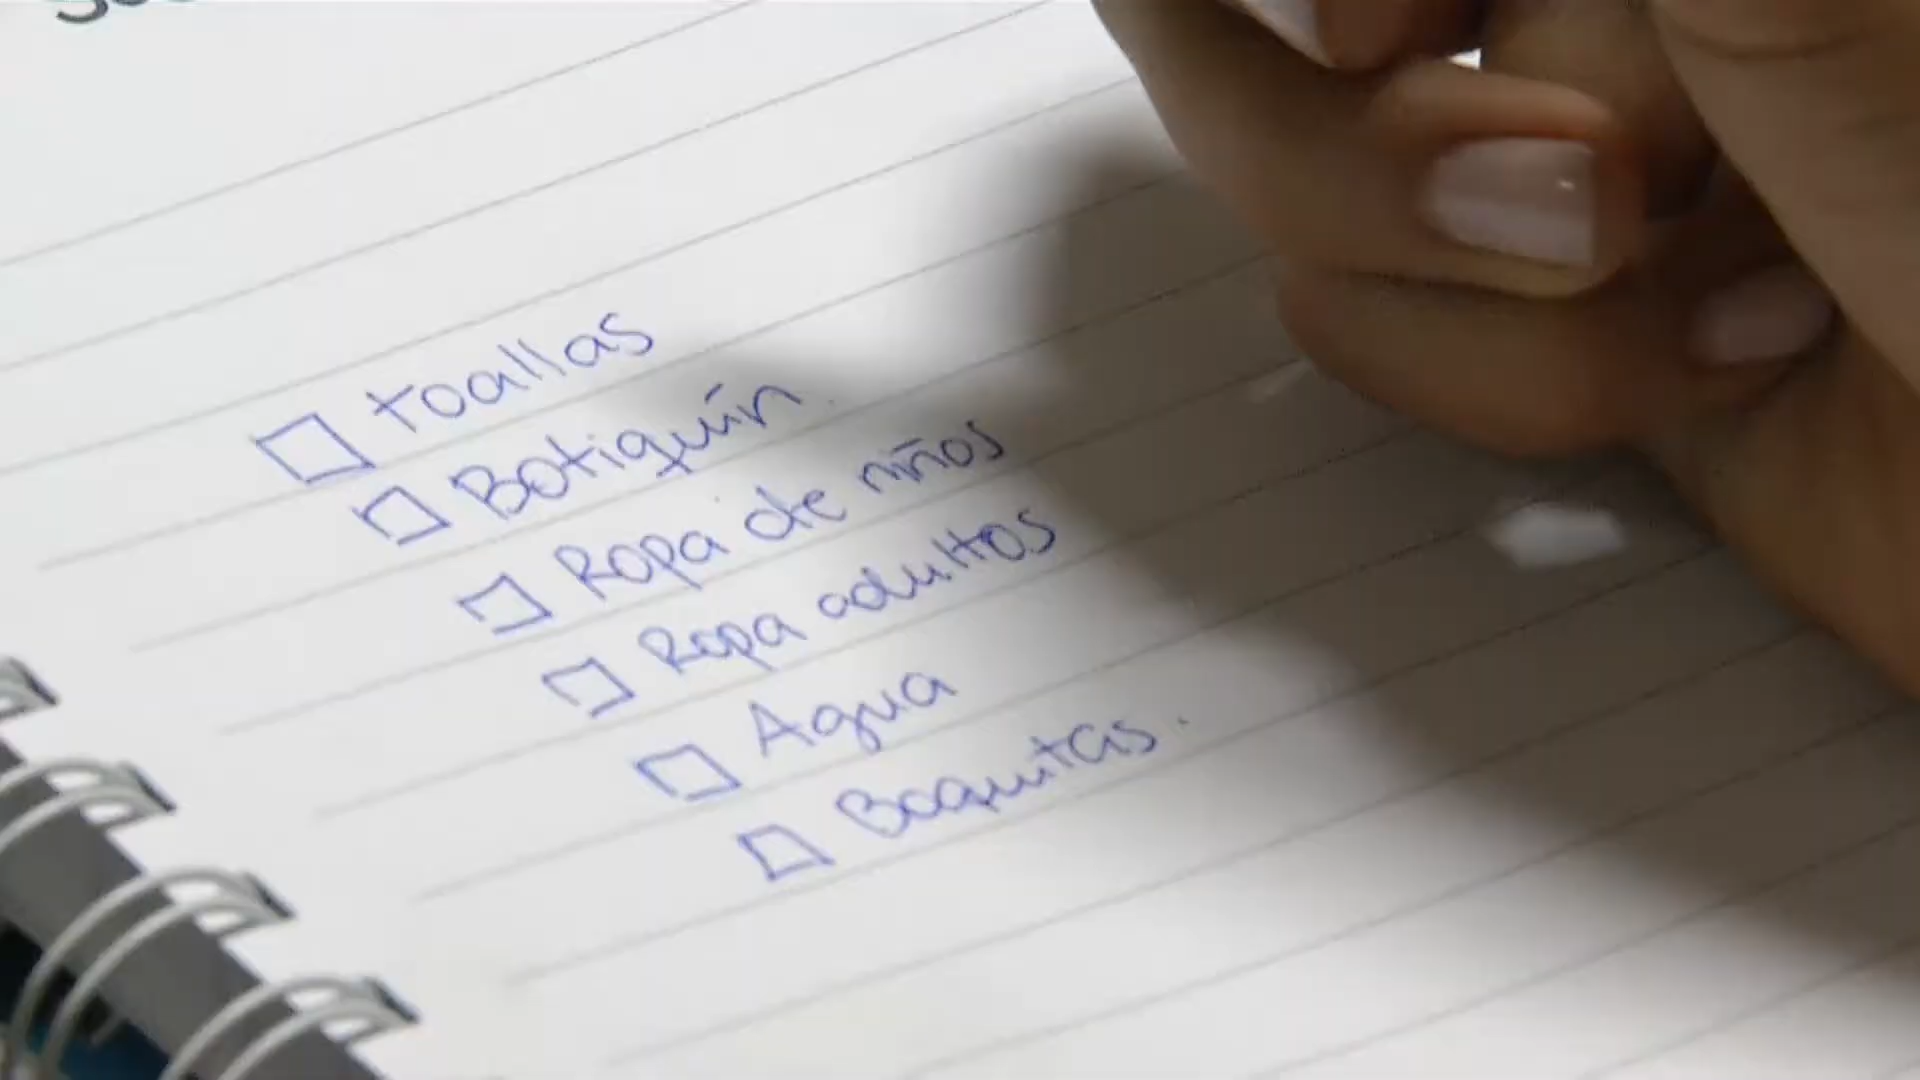 toallas
Botiquín
Ropa de niños
Ropa adultos
Agua
Boquitas.